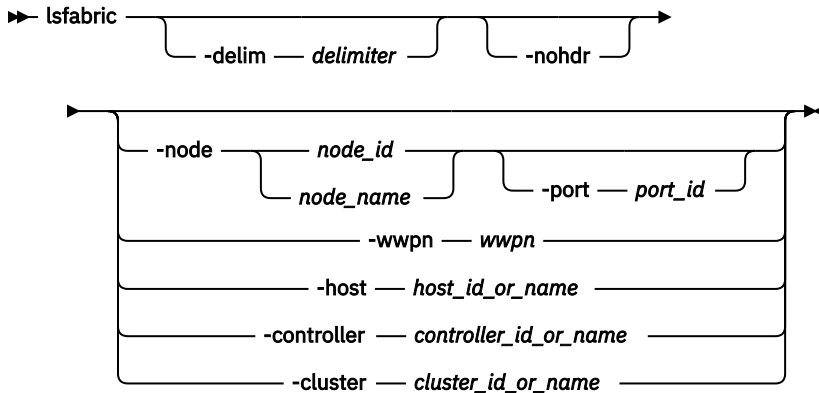 lsfabric
-delim delimiter -nohdr
-node node_id
node_name -port port_id
-wwpn wwpn
-host host_id_or_name
-controller controller_id_or_name
-cluster cluster_id_or_name